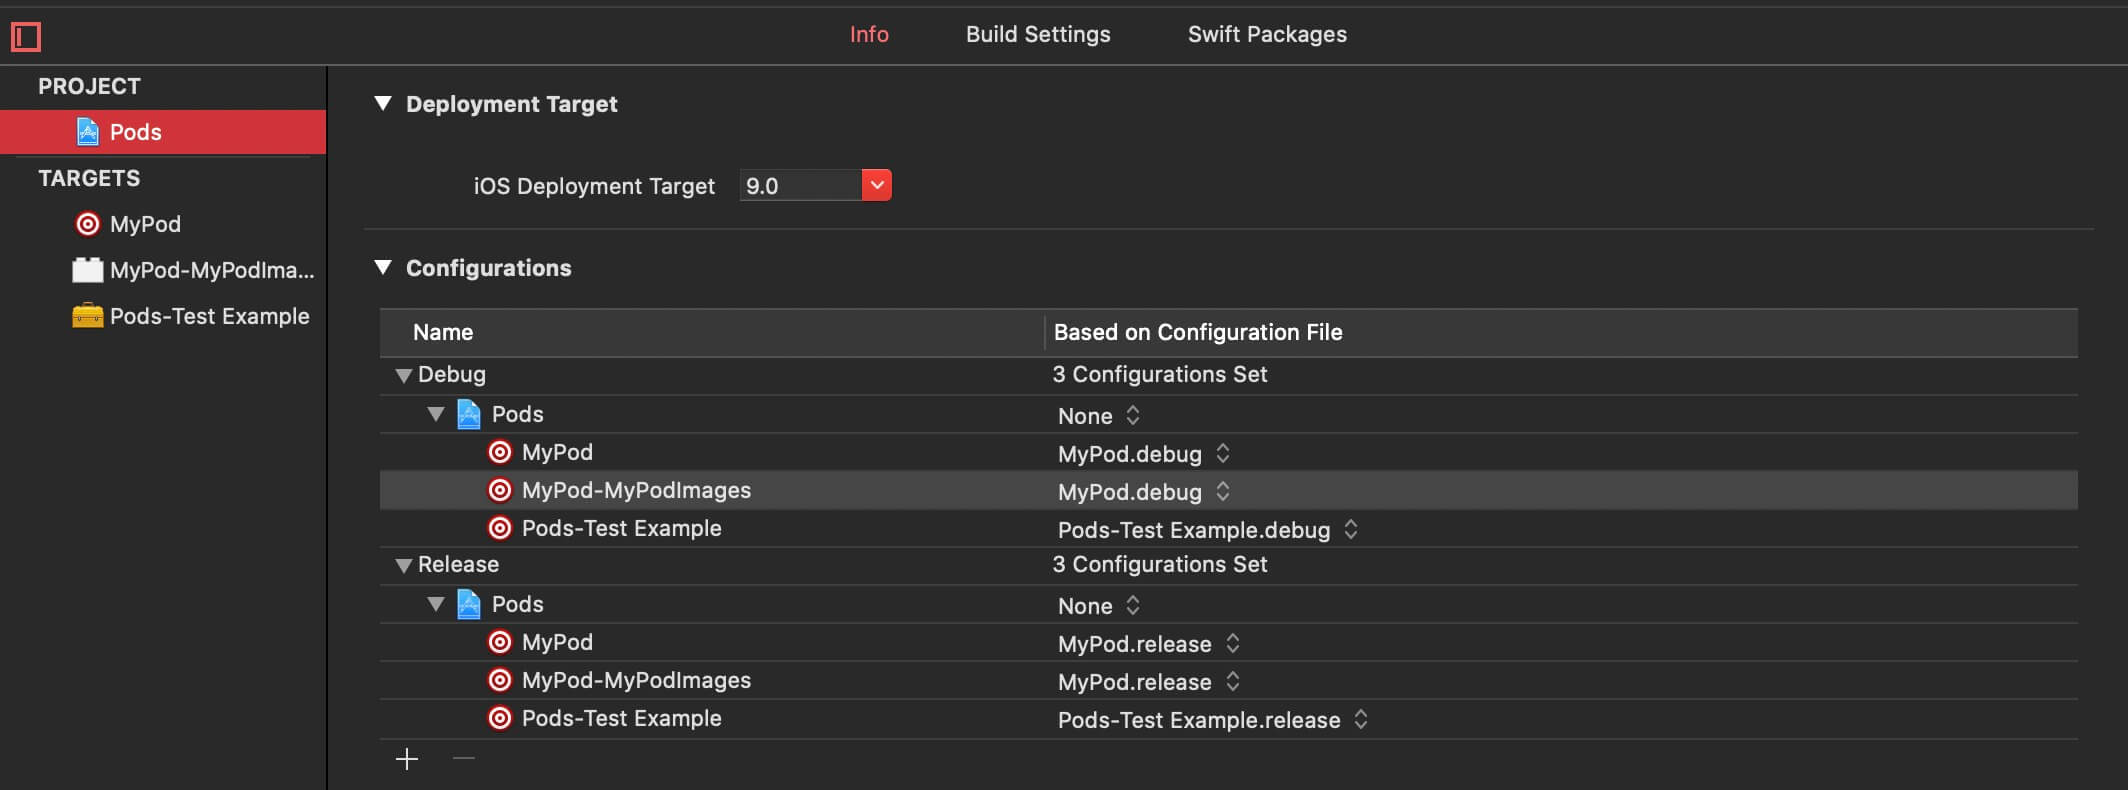 Info Build Settings Swift Packages
PROJECT
Pods
TARGETS
MyPod
MyPod-MyPodIma...
Pods-Test Example
Deployment Target
iOS Deployment Target 9.0
Configurations
Name Based on Configuration File
Debug 3 Configurations Set
Pods None
MyPod MyPod.debug
MyPod-MyPodImages MyPod.debug
Pods-Test Example Pods-Test Example.debug
Release 3 Configurations Set
Pods None
MyPod MyPod.release
MyPod-MyPodImages MyPod.release
Pods-Test Example Pods-Test Example.release